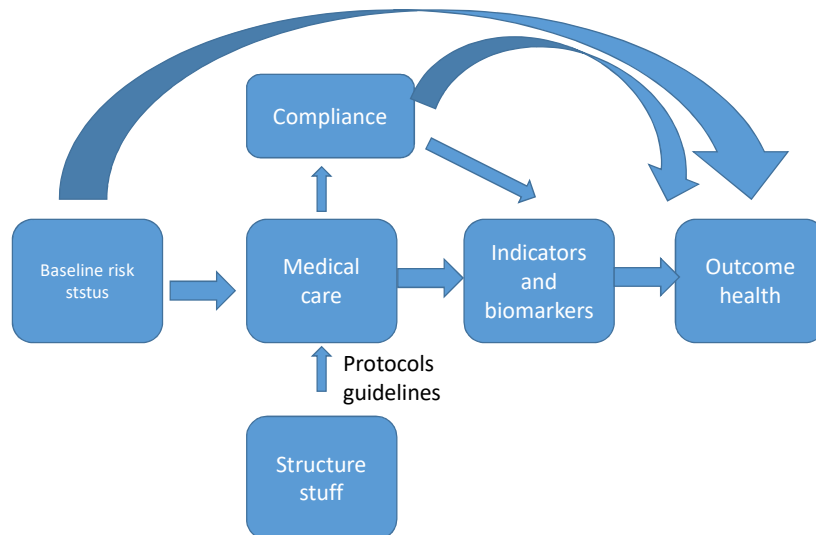 Compliance
Baseline risk
ststus
Medical
care
Indicators
and
biomarkers
Outcome
health
Protocols
guidelines
Structure
stuff